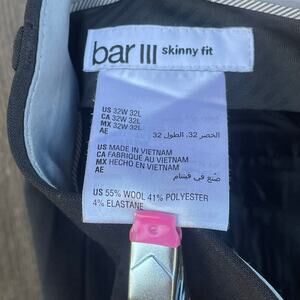 bar III skinny fit
US 32W 32L
CA 32W 32L
MX 32W 32L
AE
الخصر 32، الطول 32
US MADE IN VIETNAM
CA FABRIQUÉ AU VIETNAM
MX HECHO EN VIETNAM
AE
صُنع في فيتنام
US 55% WOOL 41% POLYESTER
4% ELASTANE